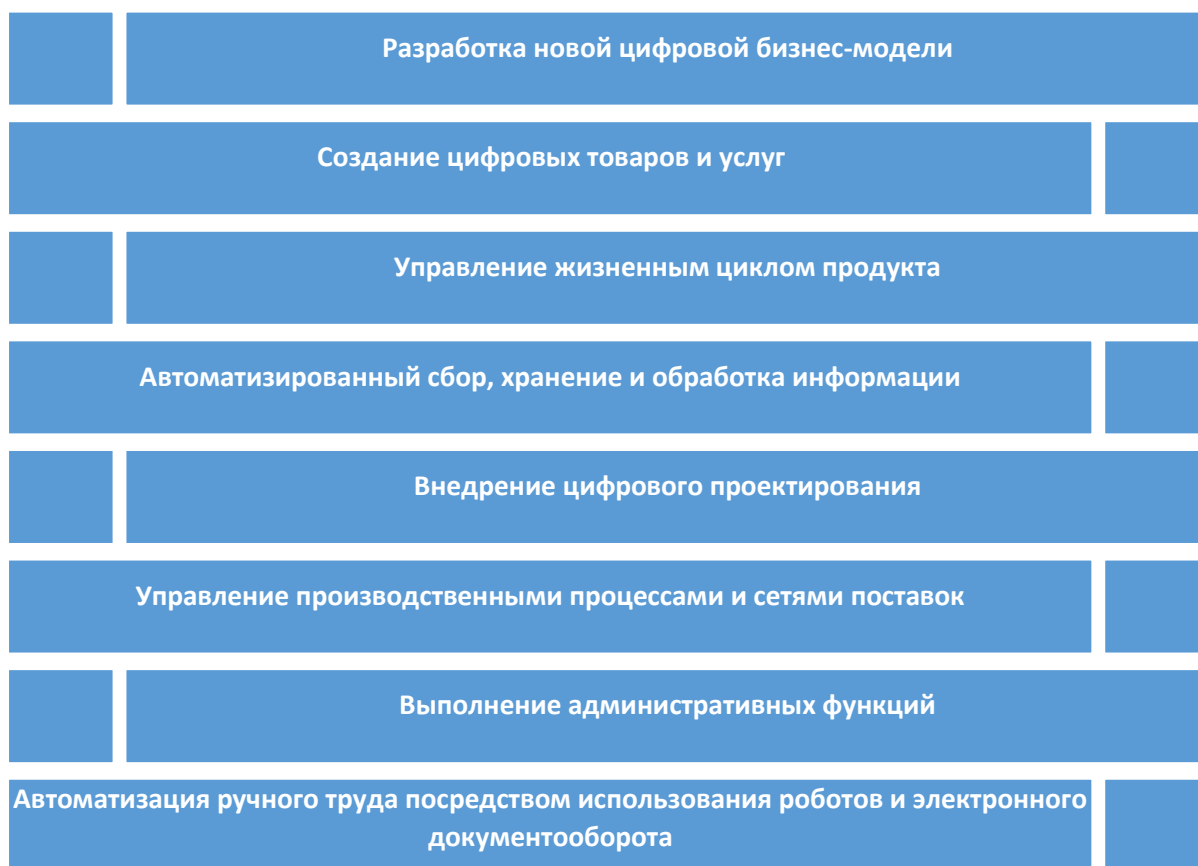 Разработка новой цифровой бизнес-модели
Создание цифровых товаров и услуг
Управление жизненным циклом продукта
Автоматизированный сбор, хранение и обработка информации
Внедрение цифрового проектирования
Управление производственными процессами и сетями поставок
Выполнение административных функций
Автоматизация ручного труда посредством использования роботов и электронного
документооборота